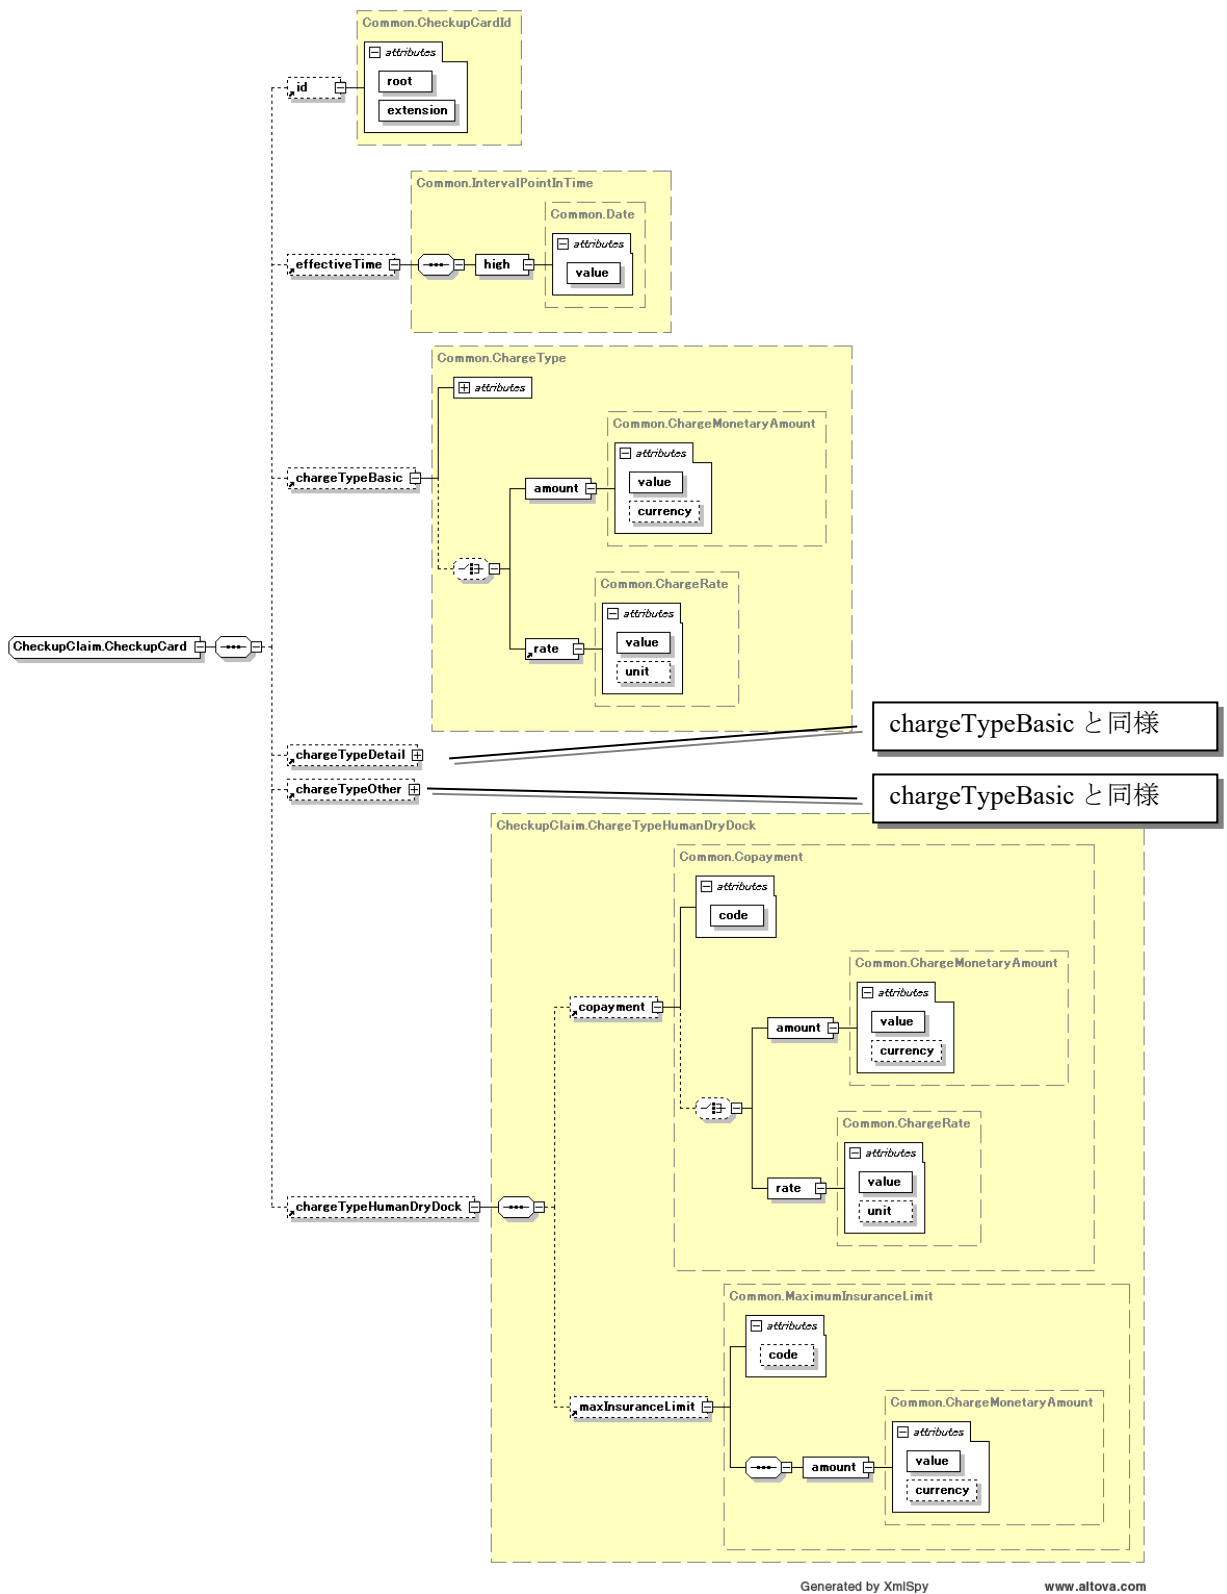 Common.CheckupCardId
attributes
root
extension
id
Common.IntervalPointInTime
Common.Date
attributes
value
high
effectiveTime
Common.ChargeType
attributes
Common.ChargeMonetaryAmount
attributes
value
currency
amount
chargeTypeBasic
Common.ChargeRate
attributes
value
unit
rate
CheckupClaim.CheckupCard
chargeTypeBasic と同様
chargeTypeDetail
chargeTypeOther
chargeTypeBasic と同様
CheckupClaim.ChargeTypeHumanDryDock
Common.Copayment
attributes
code
Common.ChargeMonetaryAmount
attributes
value
currency
amount
copayment
Common.ChargeRate
attributes
value
unit
rate
chargeTypeHumanDryDock
Common.MaximumInsuranceLimit
attributes
code
maxInsuranceLimit
Common.ChargeMonetaryAmount
attributes
value
currency
amount
Generated by XmlSpy
www.altova.com